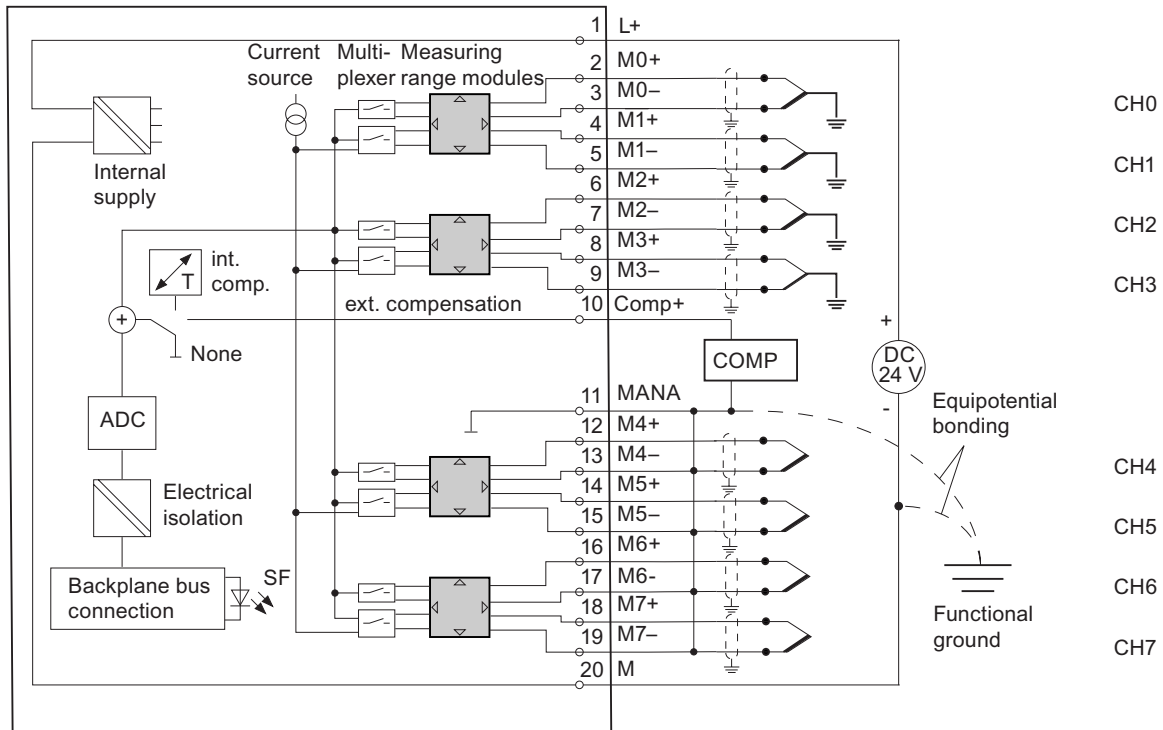 1 L+
Current source
Multi- plexer
Measuring range modules
2 M0+
3 M0–
4 M1+
5 M1–
6 M2+
7 M2–
8 M3+
9 M3–
10 Comp+
CH0
CH1
CH2
CH3
Internal supply
T
int. comp.
ext. compensation
+
None
COMP
+
DC 24 V
-
Equipotential bonding
11 MANA
12 M4+
13 M4–
14 M5+
15 M5–
16 M6+
17 M6-
18 M7+
19 M7–
20 M
ADC
Electrical isolation
Backplane bus connection
SF
CH4
CH5
CH6
CH7
Functional ground